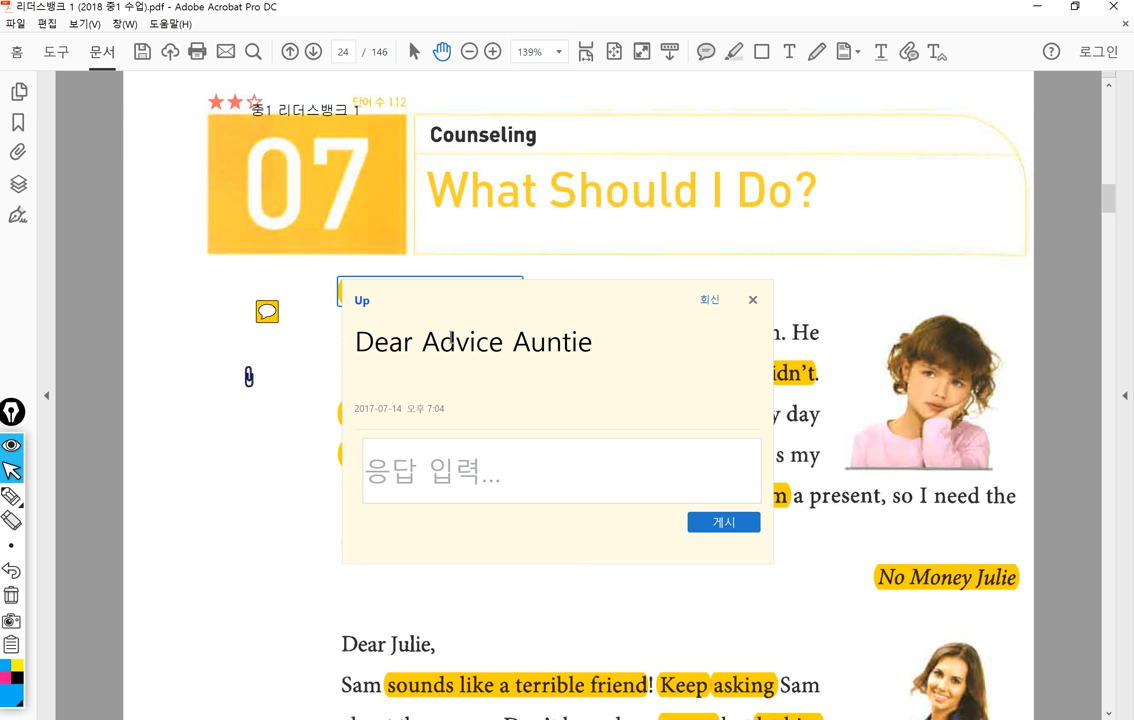 리더스뱅크 1 (2018 중1 수업).pdf - Adobe Acrobat Pro DC
파일 편집 보기(V) 창(W) 도움말(H)
홈 도구 문서 24 / 146 139% 로그인
단어 수 112
중1 리더스뱅크 1
07
Counseling
What Should I Do?
Up 회신
Dear Advice Auntie
2017-07-14 오후 7:04
응답 입력...
게시
He
idn't.
day
s my
a present, so I need the
No Money Julie
Dear Julie,
Sam sounds like a terrible friend! Keep asking Sam